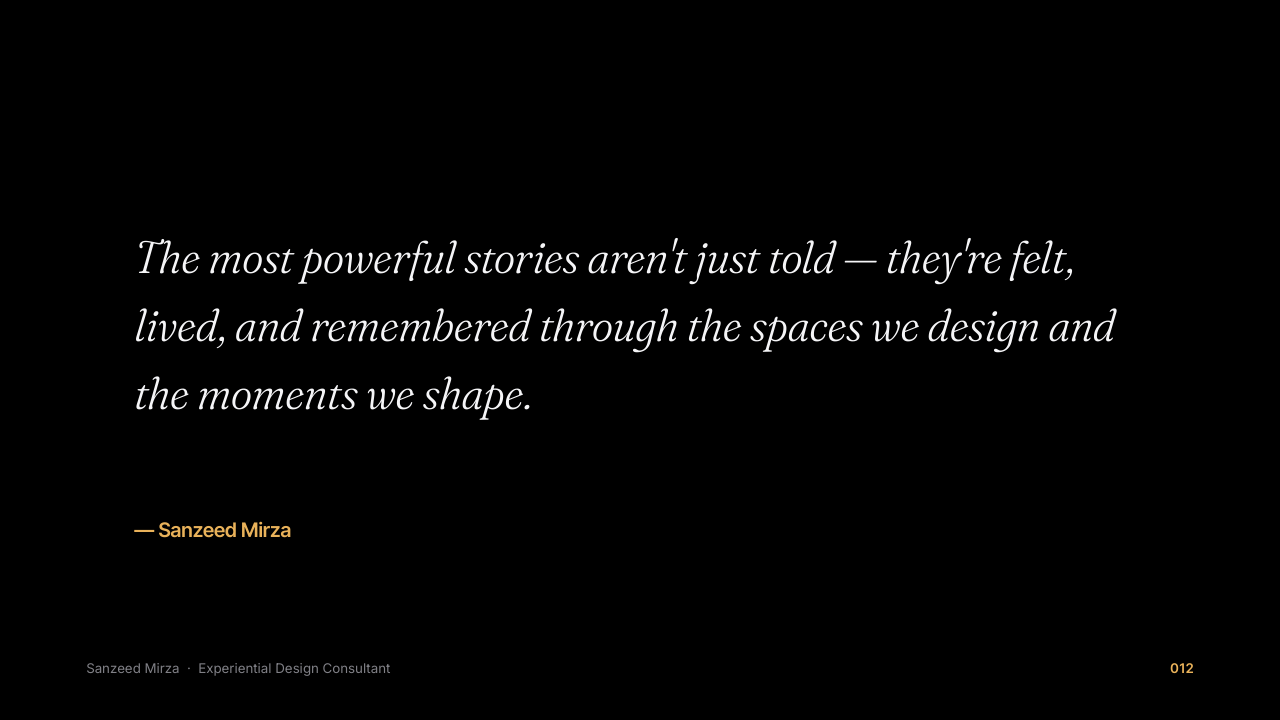 The most powerful stories aren't just told — they're felt,
lived, and remembered through the spaces we design and
the moments we shape.
— Sanzeed Mirza
Sanzeed Mirza · Experiential Design Consultant
012